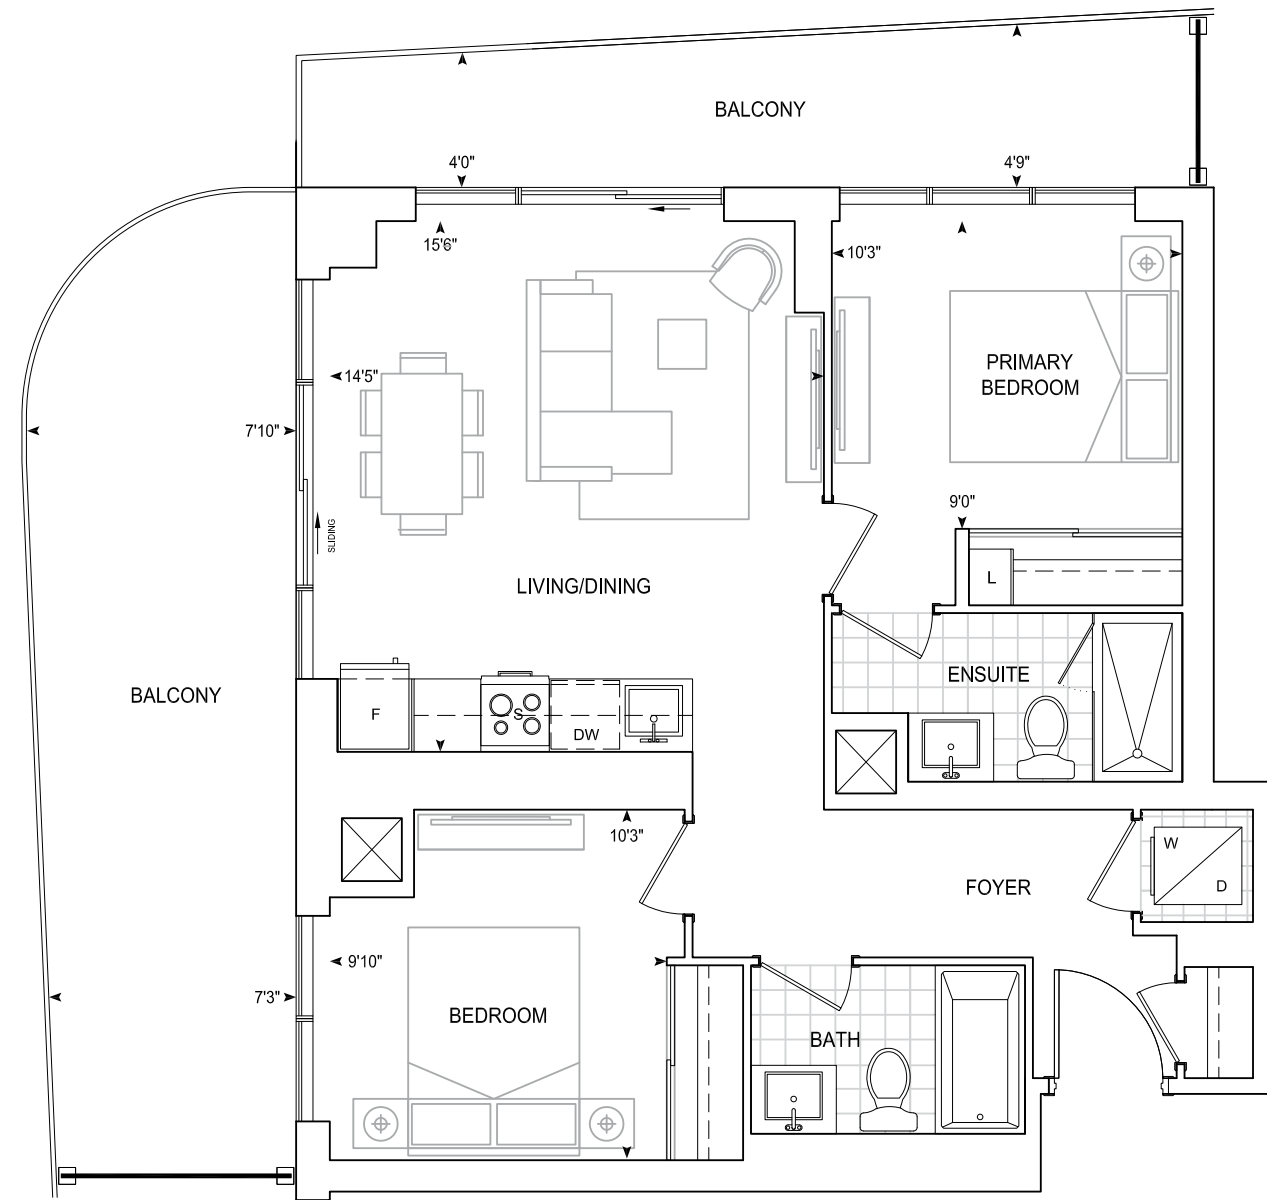 BALCONY
4'0"
4'9"
15'6"
10'3"
PRIMARY
BEDROOM
14'5"
7'10"
9'0"
SLIDING
L
LIVING/DINING
ENSUITE
BALCONY
F
S
DW
10'3"
W
D
FOYER
9'10"
7'3"
BEDROOM
BATH